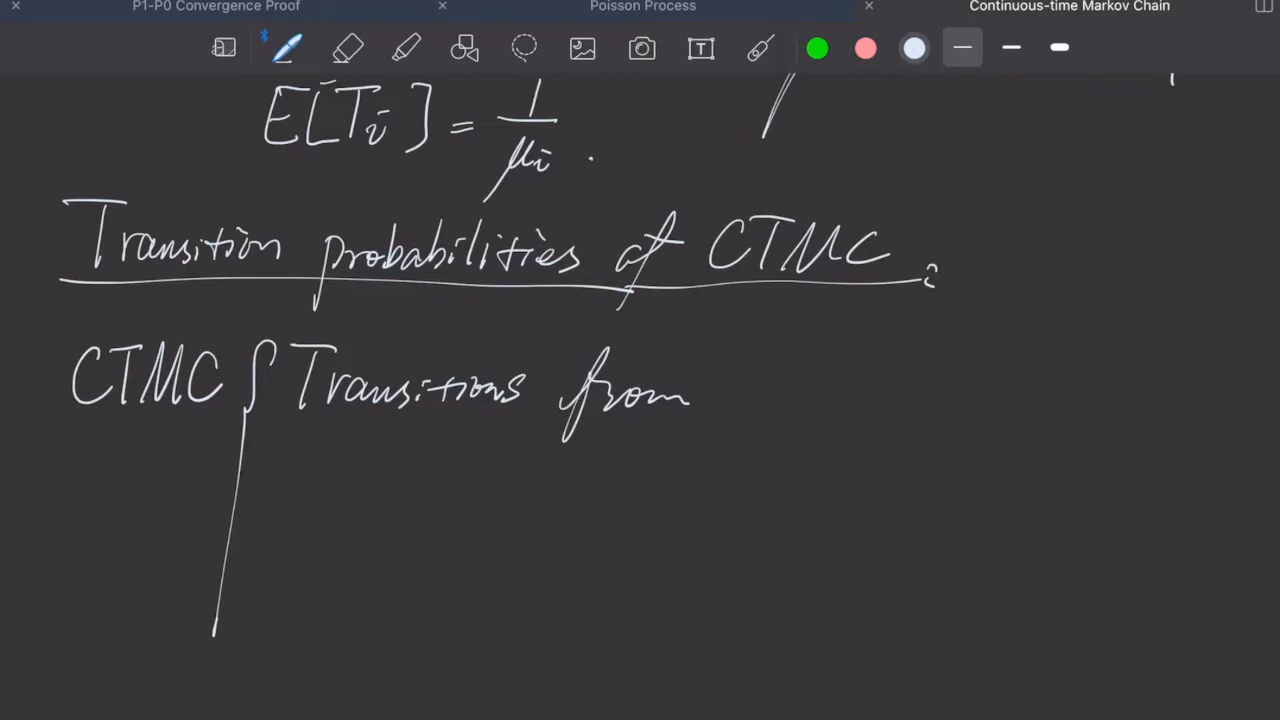 P1-P0 Convergence Proof Poisson Process Continuous-time Markov Chain
E[Ti] = 1/μi .
Transition probabilities of CTMC :
CTMC { Transitions from